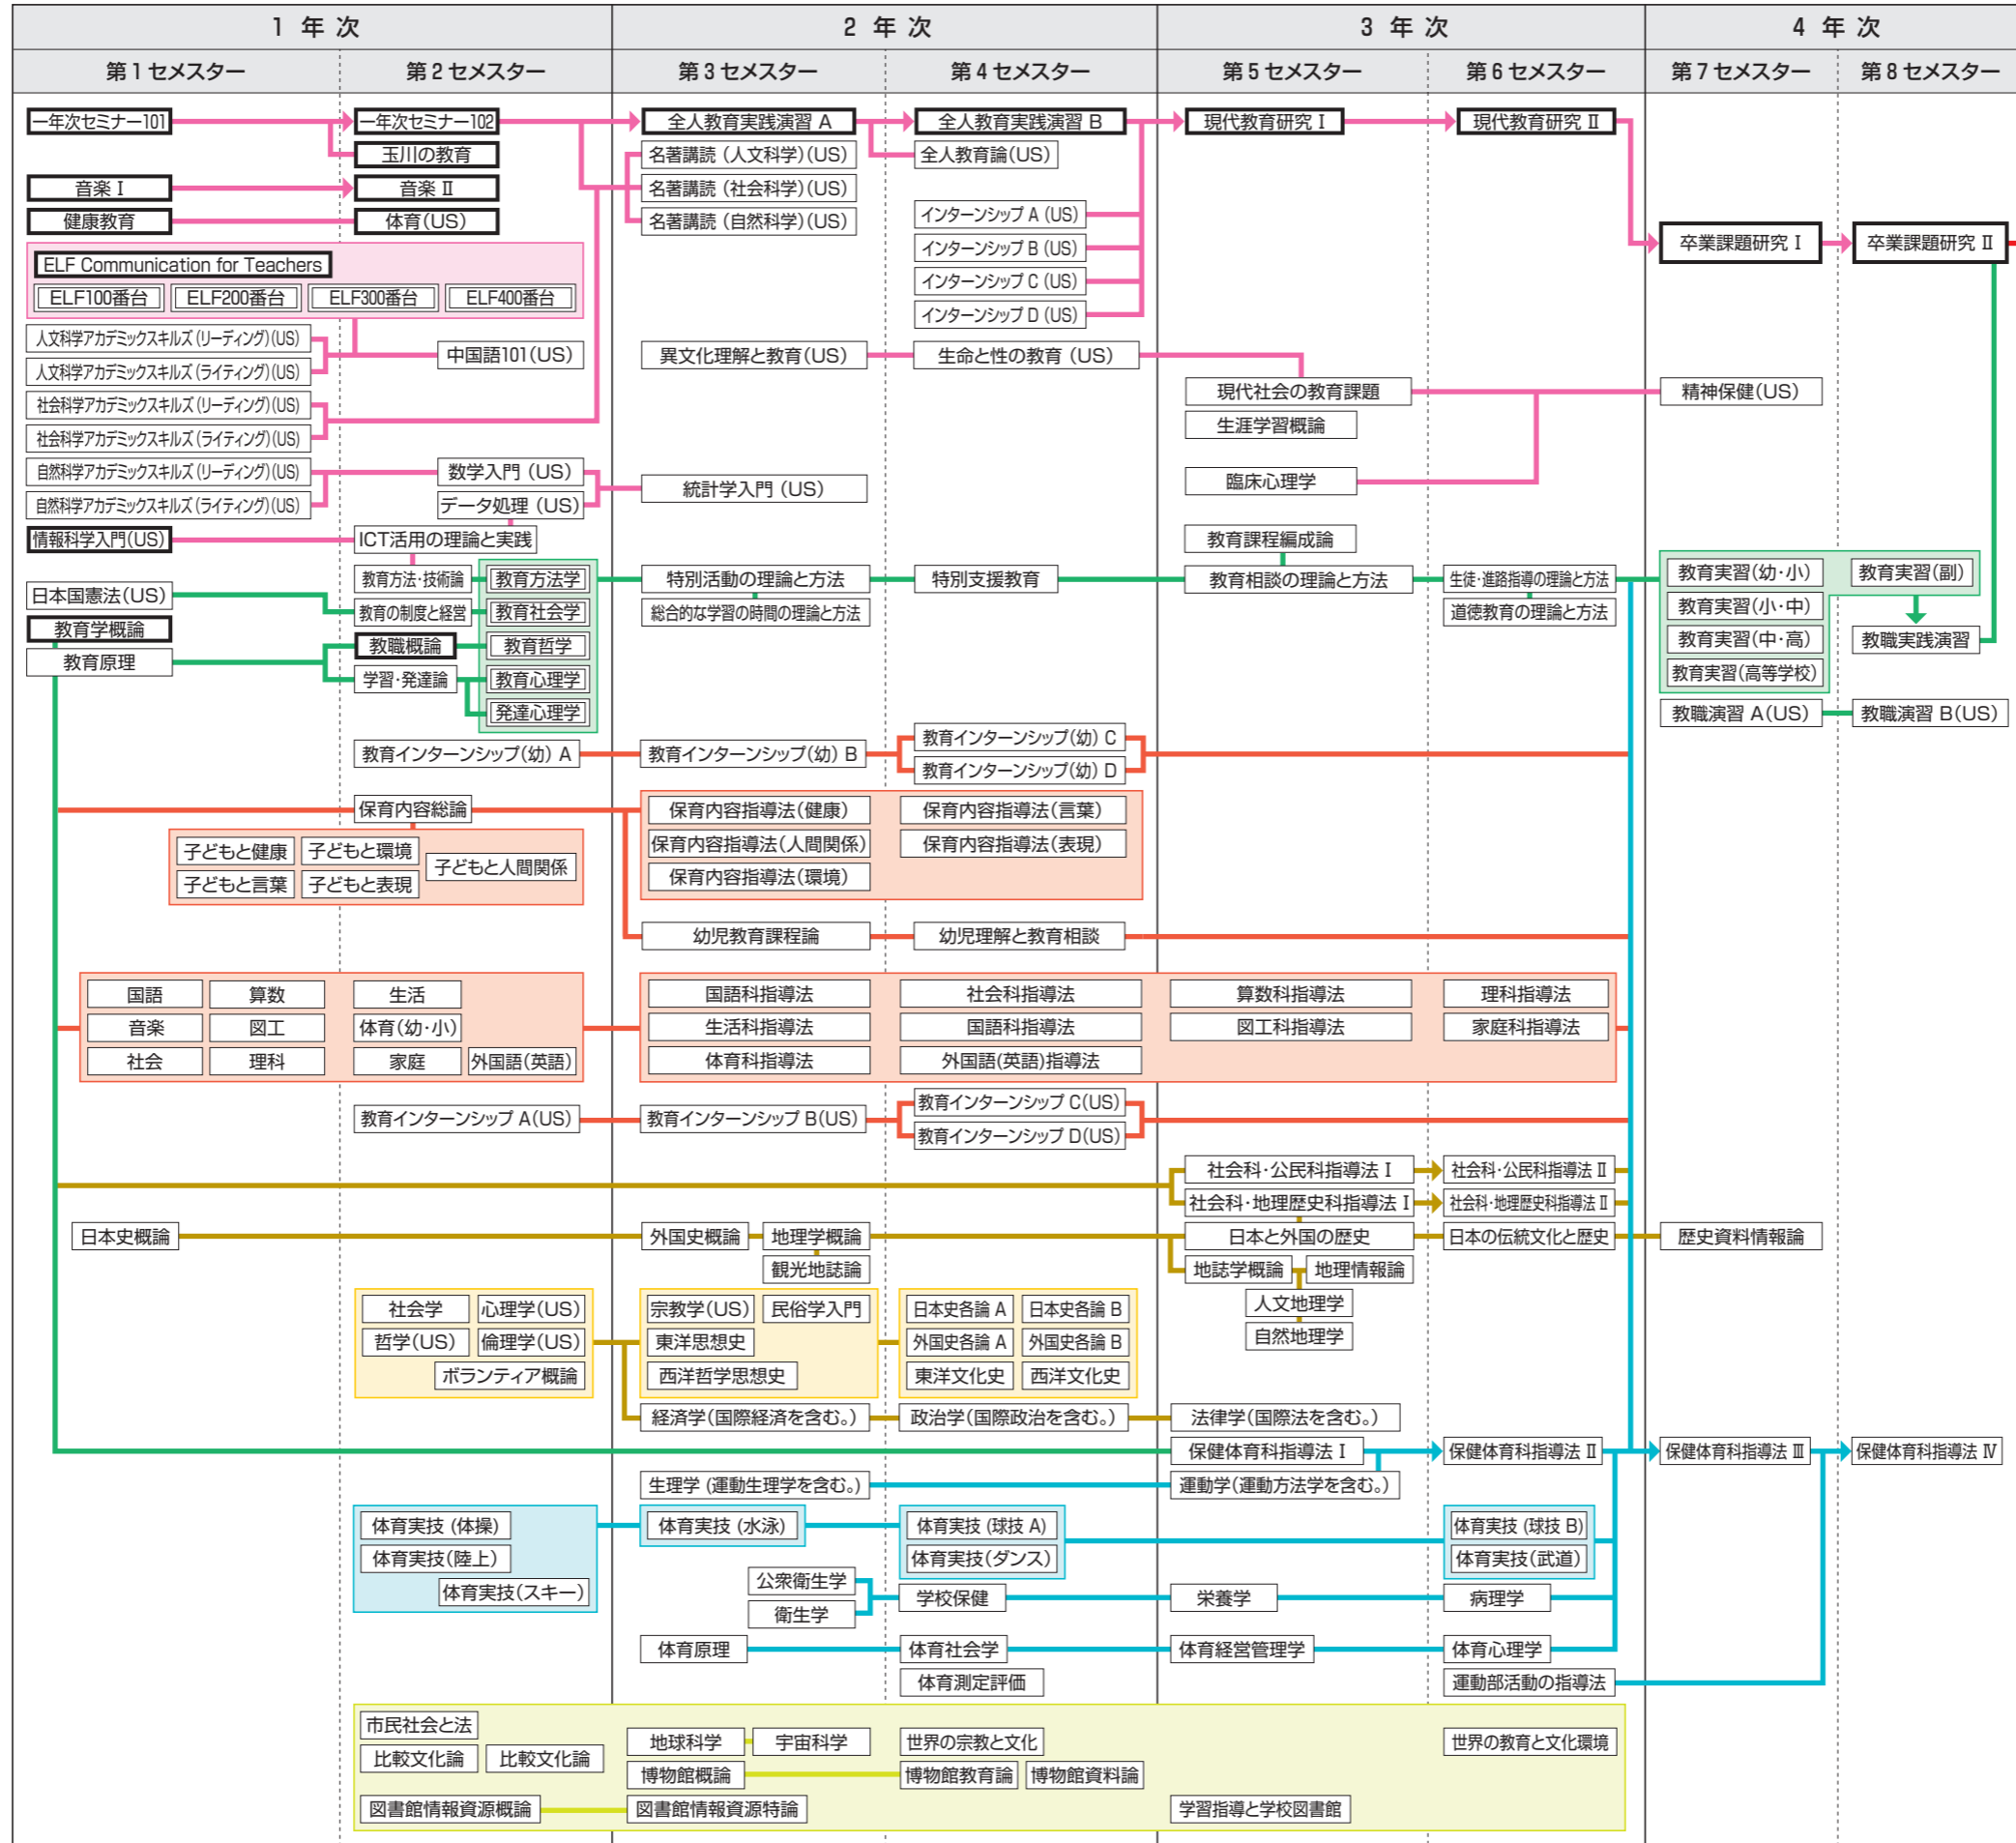 1 年 次
2 年 次
3 年 次
4 年 次
第1セメスター
第2セメスター
第3セメスター
第4セメスター
第5セメスター
第6セメスター
第7セメスター
第8セメスター
一年次セミナー101
一年次セミナー102
全人教育実践演習 A
全人教育実践演習 B
現代教育研究 Ⅰ
現代教育研究 Ⅱ
玉川の教育
名著講読(人文科学)(US)
全人教育論(US)
音楽 Ⅰ
音楽 Ⅱ
名著講読(社会科学)(US)
健康教育
体育(US)
名著講読(自然科学)(US)
インターンシップ A (US)
インターンシップ B (US)
インターンシップ C (US)
インターンシップ D (US)
卒業課題研究 Ⅰ
卒業課題研究 Ⅱ
ELF Communication for Teachers
ELF100番台
ELF200番台
ELF300番台
ELF400番台
人文科学アカデミックスキルズ(リーディング)(US)
人文科学アカデミックスキルズ(ライティング)(US)
中国語101(US)
異文化理解と教育(US)
生命と性の教育 (US)
社会科学アカデミックスキルズ(リーディング)(US)
社会科学アカデミックスキルズ(ライティング)(US)
現代社会の教育課題
精神保健(US)
生涯学習概論
自然科学アカデミックスキルズ(リーディング)(US)
自然科学アカデミックスキルズ(ライティング)(US)
数学入門 (US)
データ処理 (US)
統計学入門 (US)
臨床心理学
情報科学入門(US)
ICT活用の理論と実践
教育課程編成論
教育方法・技術論
教育方法学
特別活動の理論と方法
特別支援教育
教育相談の理論と方法
生徒・進路指導の理論と方法
教育実習(幼・小)
教育実習(副)
日本国憲法(US)
教育の制度と経営
教育社会学
総合的な学習の時間の理論と方法
道徳教育の理論と方法
教育実習(小・中)
教育学概論
教職概論
教育哲学
教育実習(中・高)
教職実践演習
教育原理
学習・発達論
教育心理学
教育実習(高等学校)
発達心理学
教職演習 A(US)
教職演習 B(US)
教育インターンシップ(幼) A
教育インターンシップ(幼) B
教育インターンシップ(幼) C
教育インターンシップ(幼) D
保育内容総論
保育内容指導法(健康)
保育内容指導法(言葉)
子どもと健康
子どもと環境
子どもと人間関係
保育内容指導法(人間関係)
保育内容指導法(表現)
子どもと言葉
子どもと表現
保育内容指導法(環境)
幼児教育課程論
幼児理解と教育相談
国語
算数
生活
国語科指導法
社会科指導法
算数科指導法
理科指導法
音楽
図工
体育(幼・小)
生活科指導法
国語科指導法
図工科指導法
家庭科指導法
社会
理科
家庭
外国語(英語)
体育科指導法
外国語(英語)指導法
教育インターンシップ A(US)
教育インターンシップ B(US)
教育インターンシップ C(US)
教育インターンシップ D(US)
社会科・公民科指導法 Ⅰ
社会科・公民科指導法 Ⅱ
社会科・地理歴史科指導法 Ⅰ
社会科・地理歴史科指導法 Ⅱ
日本史概論
外国史概論
地理学概論
日本と外国の歴史
日本の伝統文化と歴史
歴史資料情報論
観光地誌論
地誌学概論
地理情報論
人文地理学
自然地理学
社会学
心理学(US)
宗教学(US)
民俗学入門
日本史各論 A
日本史各論 B
哲学(US)
倫理学(US)
東洋思想史
外国史各論 A
外国史各論 B
ボランティア概論
西洋哲学思想史
東洋文化史
西洋文化史
経済学(国際経済を含む。)
政治学(国際政治を含む。)
法律学(国際法を含む。)
保健体育科指導法 Ⅰ
保健体育科指導法 Ⅱ
保健体育科指導法 Ⅲ
保健体育科指導法 Ⅳ
生理学 (運動生理学を含む。)
運動学(運動方法学を含む。)
体育実技 (体操)
体育実技 (水泳)
体育実技 (球技 A)
体育実技 (球技 B)
体育実技(陸上)
体育実技(ダンス)
体育実技(武道)
体育実技(スキー)
公衆衛生学
衛生学
学校保健
栄養学
病理学
体育原理
体育社会学
体育経営管理学
体育心理学
体育測定評価
運動部活動の指導法
市民社会と法
地球科学
宇宙科学
世界の宗教と文化
世界の教育と文化環境
比較文化論
比較文化論
博物館概論
博物館教育論
博物館資料論
図書館情報資源概論
図書館情報資源特論
学習指導と学校図書館